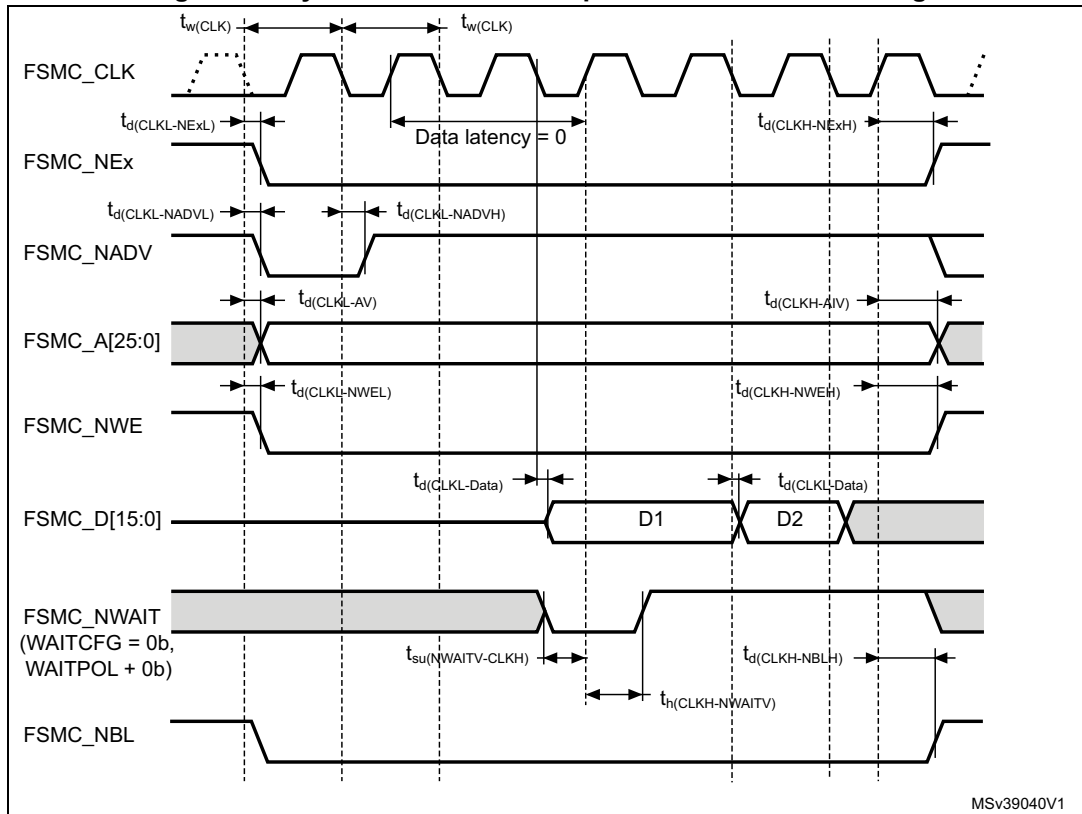 tw(CLK) tw(CLK)
FSMC_CLK
td(CLKL-NExL) Data latency = 0 td(CLKH-NExH)
FSMC_NEx
td(CLKL-NADVL) td(CLKL-NADVH)
FSMC_NADV
td(CLKL-AV) td(CLKH-AIV)
FSMC_A[25:0]
td(CLKL-NWEL) td(CLKH-NWEH)
FSMC_NWE
td(CLKL-Data) td(CLKL-Data)
FSMC_D[15:0] D1 D2
FSMC_NWAIT
(WAITCFG = 0b,
WAITPOL + 0b)
tsu(NWAITV-CLKH) td(CLKH-NBLH)
th(CLKH-NWAITV)
FSMC_NBL
MSv39040V1